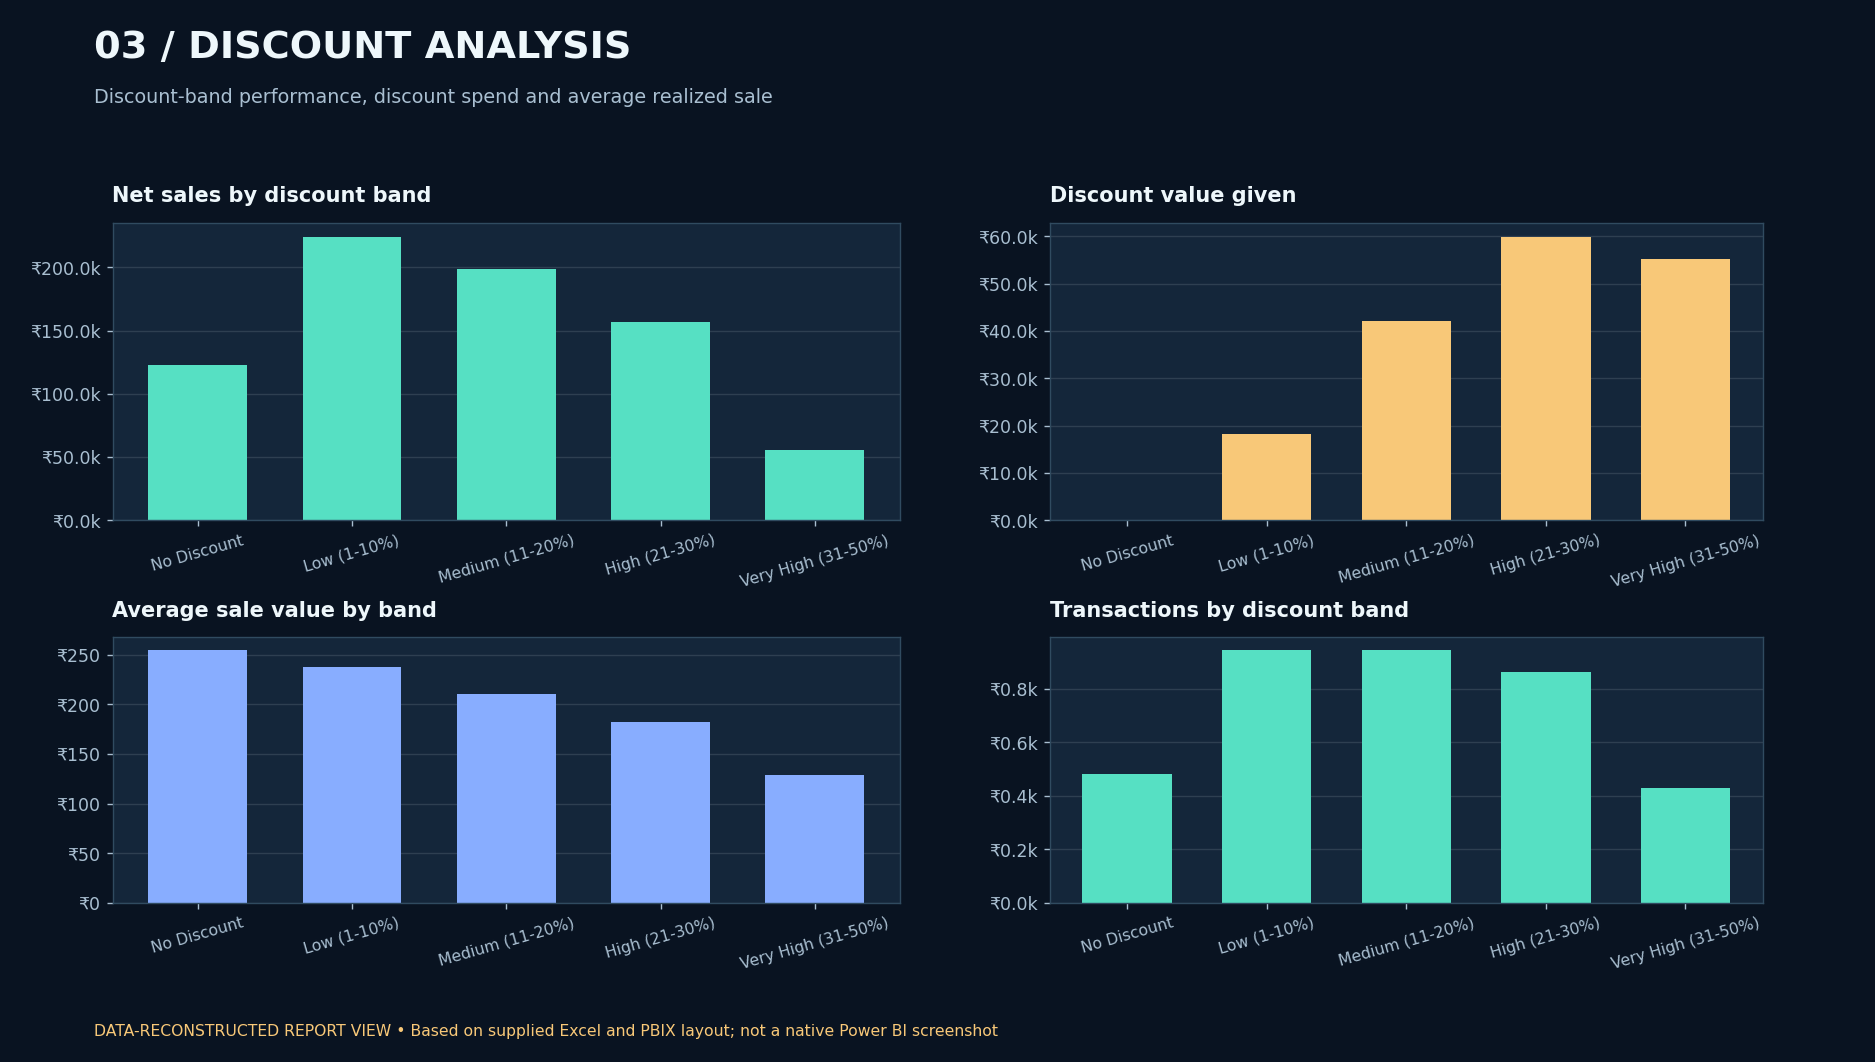 03 / DISCOUNT ANALYSIS
Discount-band performance, discount spend and average realized sale
Net sales by discount band
₹200.0k
₹150.0k
₹100.0k
₹50.0k
₹0.0k
No Discount
Low (1-10%)
Medium (11-20%)
High (21-30%)
Very High (31-50%)
Discount value given
₹60.0k
₹50.0k
₹40.0k
₹30.0k
₹20.0k
₹10.0k
₹0.0k
No Discount
Low (1-10%)
Medium (11-20%)
High (21-30%)
Very High (31-50%)
Average sale value by band
₹250
₹200
₹150
₹100
₹50
₹0
No Discount
Low (1-10%)
Medium (11-20%)
High (21-30%)
Very High (31-50%)
Transactions by discount band
₹0.8k
₹0.6k
₹0.4k
₹0.2k
₹0.0k
No Discount
Low (1-10%)
Medium (11-20%)
High (21-30%)
Very High (31-50%)
DATA-RECONSTRUCTED REPORT VIEW • Based on supplied Excel and PBIX layout; not a native Power BI screenshot